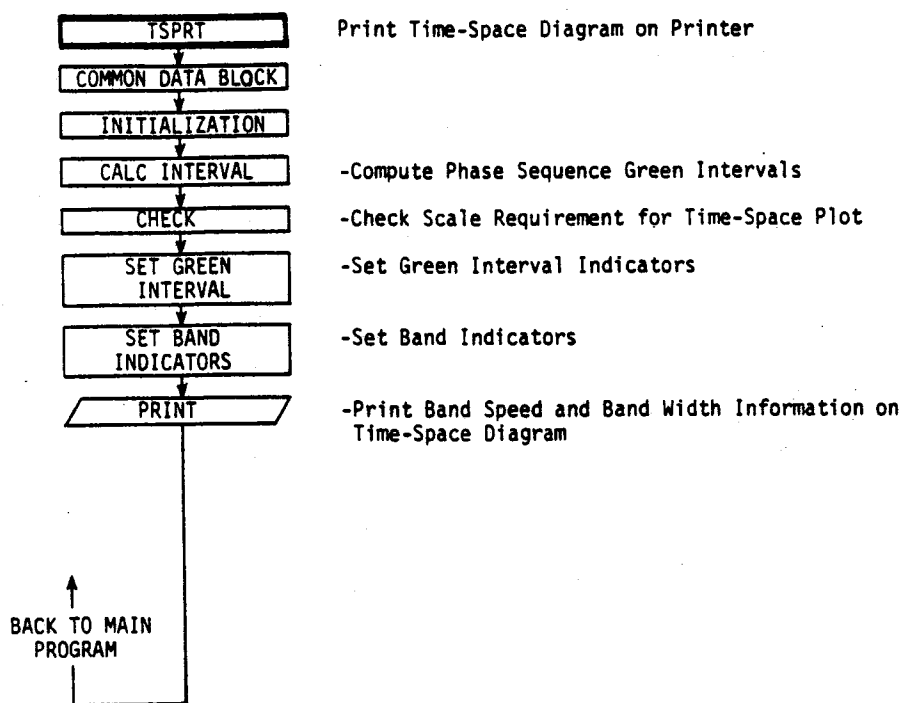 TSPRT Print Time-Space Diagram on Printer
COMMON DATA BLOCK
INITIALIZATION
CALC INTERVAL -Compute Phase Sequence Green Intervals
CHECK -Check Scale Requirement for Time-Space Plot
SET GREEN -Set Green Interval Indicators
INTERVAL
SET BAND -Set Band Indicators
INDICATORS
PRINT -Print Band Speed and Band Width Information on
Time-Space Diagram
BACK TO MAIN
PROGRAM